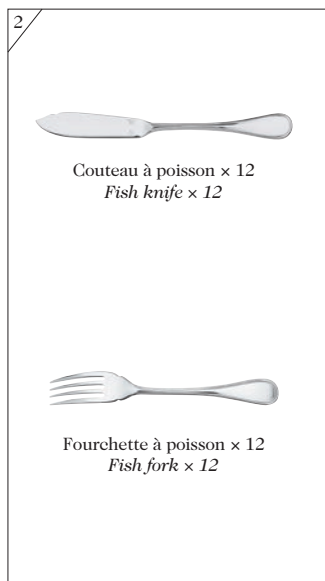 2
Couteau à poisson × 12
Fish knife × 12
Fourchette à poisson × 12
Fish fork × 12